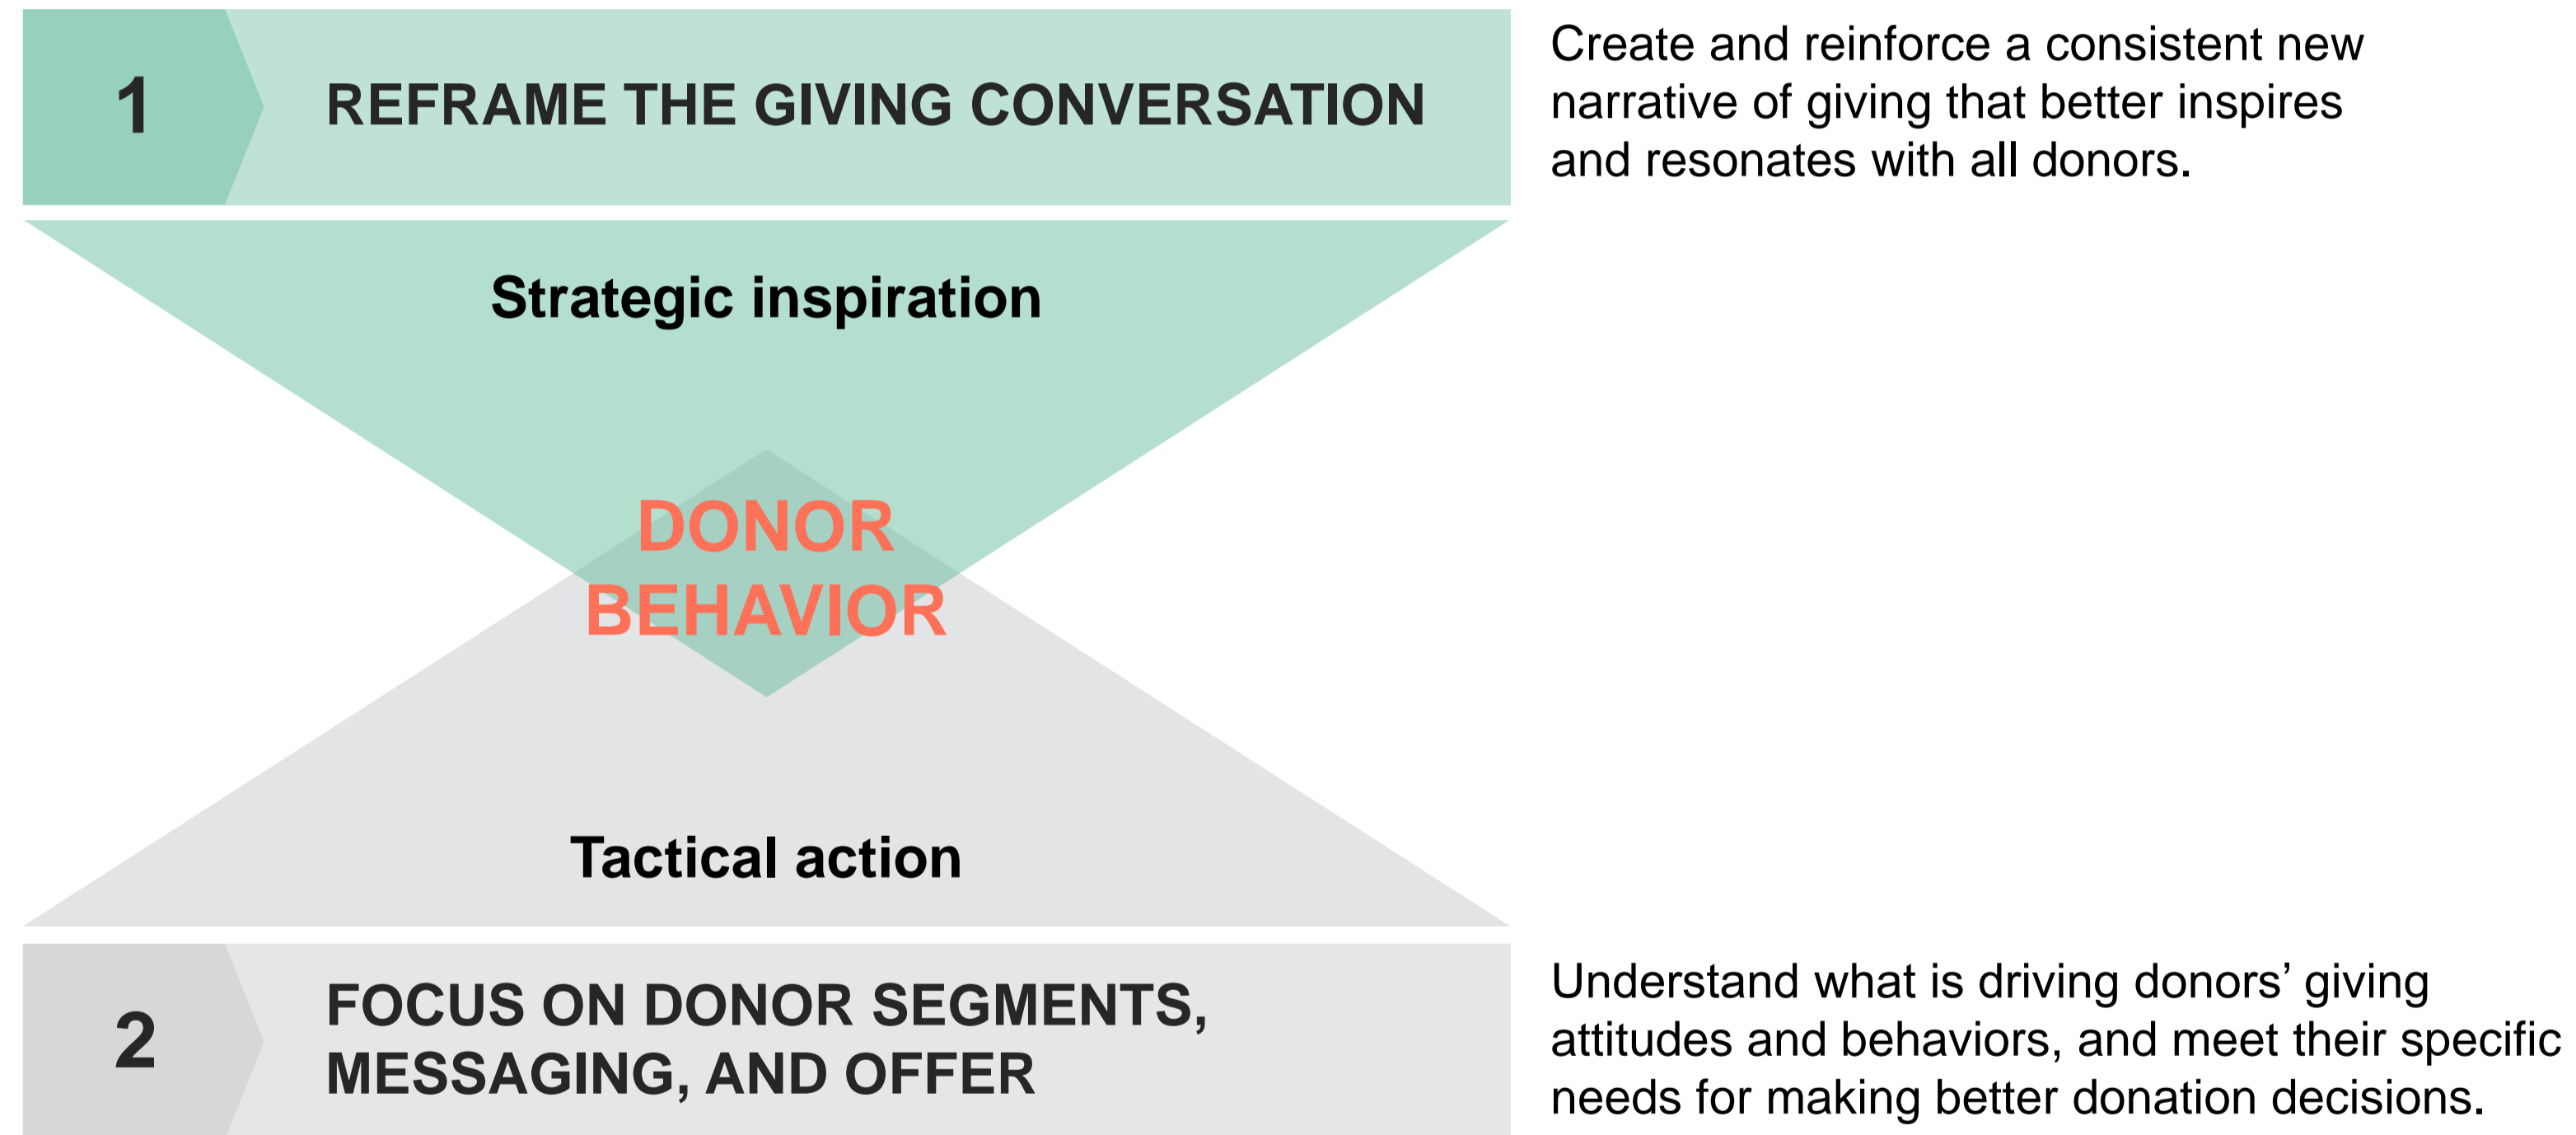 1
REFRAME THE GIVING CONVERSATION
Create and reinforce a consistent new
narrative of giving that better inspires
and resonates with all donors.
Strategic inspiration
DONOR
BEHAVIOR
Tactical action
2
FOCUS ON DONOR SEGMENTS,
MESSAGING, AND OFFER
Understand what is driving donors’ giving
attitudes and behaviors, and meet their specific
needs for making better donation decisions.